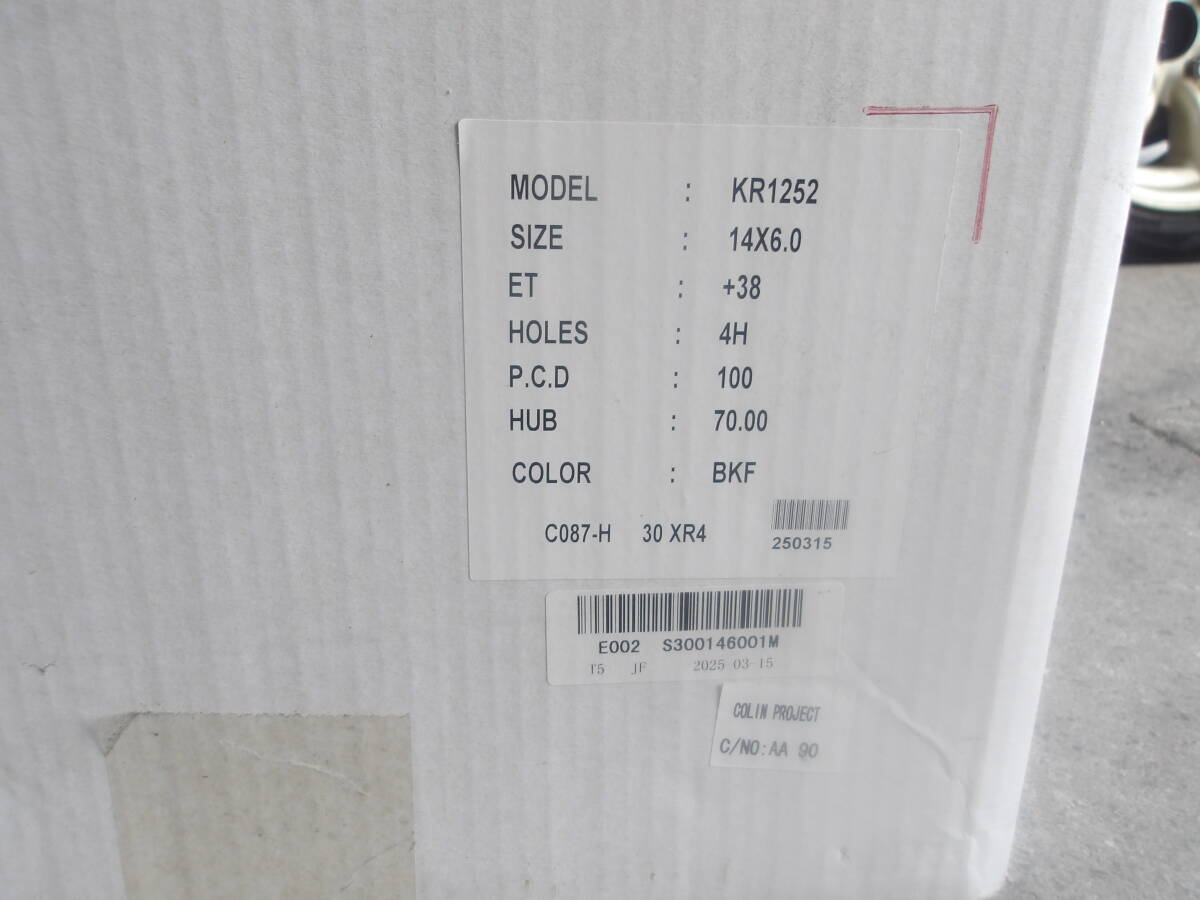 MODEL : KR1252
SIZE : 14X6.0
ET : +38
HOLES : 4H
P.C.D : 100
HUB : 70.00
COLOR : BKF
C087-H 30 XR4
250315
E002 S300146001M
T5 JF 2025-03-15
COLIN PROJECT
C/NO:AA 90